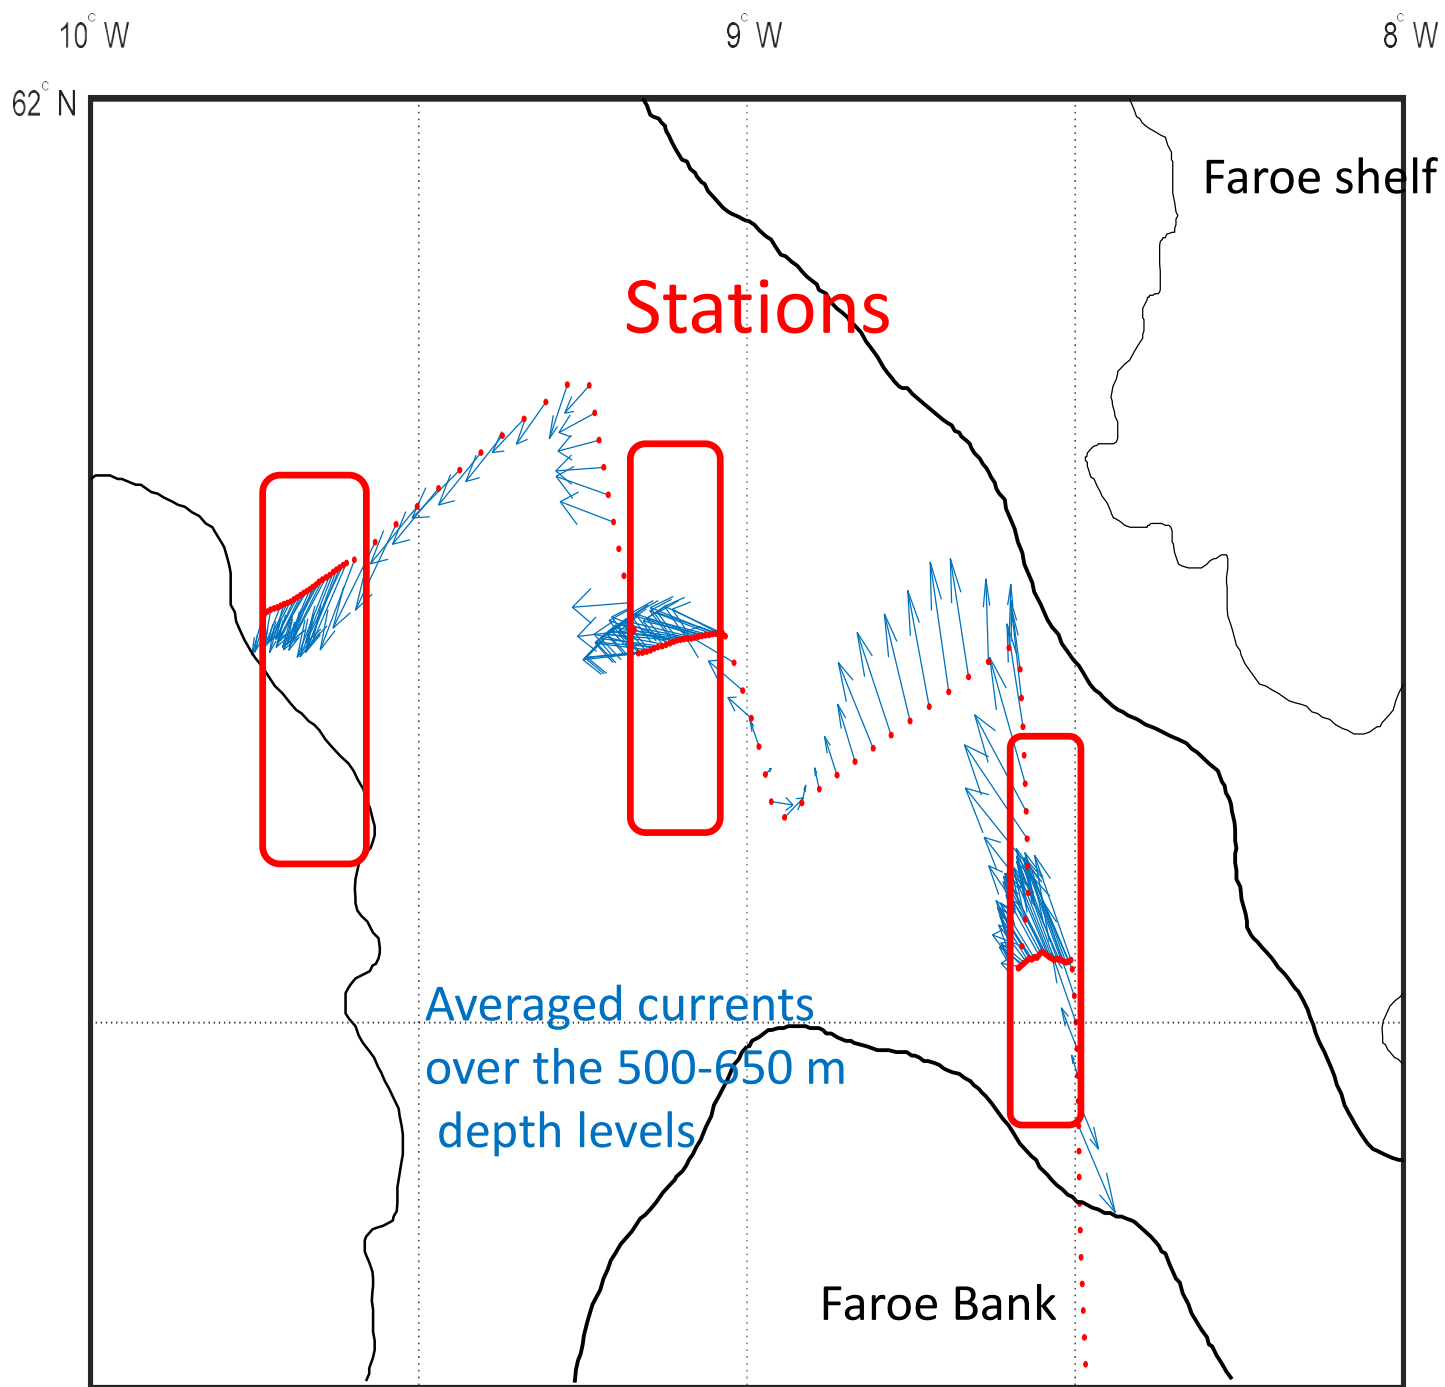 10° W 9° W 8° W
62° N
Faroe shelf
Stations
Averaged currents
over the 500-650 m
depth levels
Faroe Bank